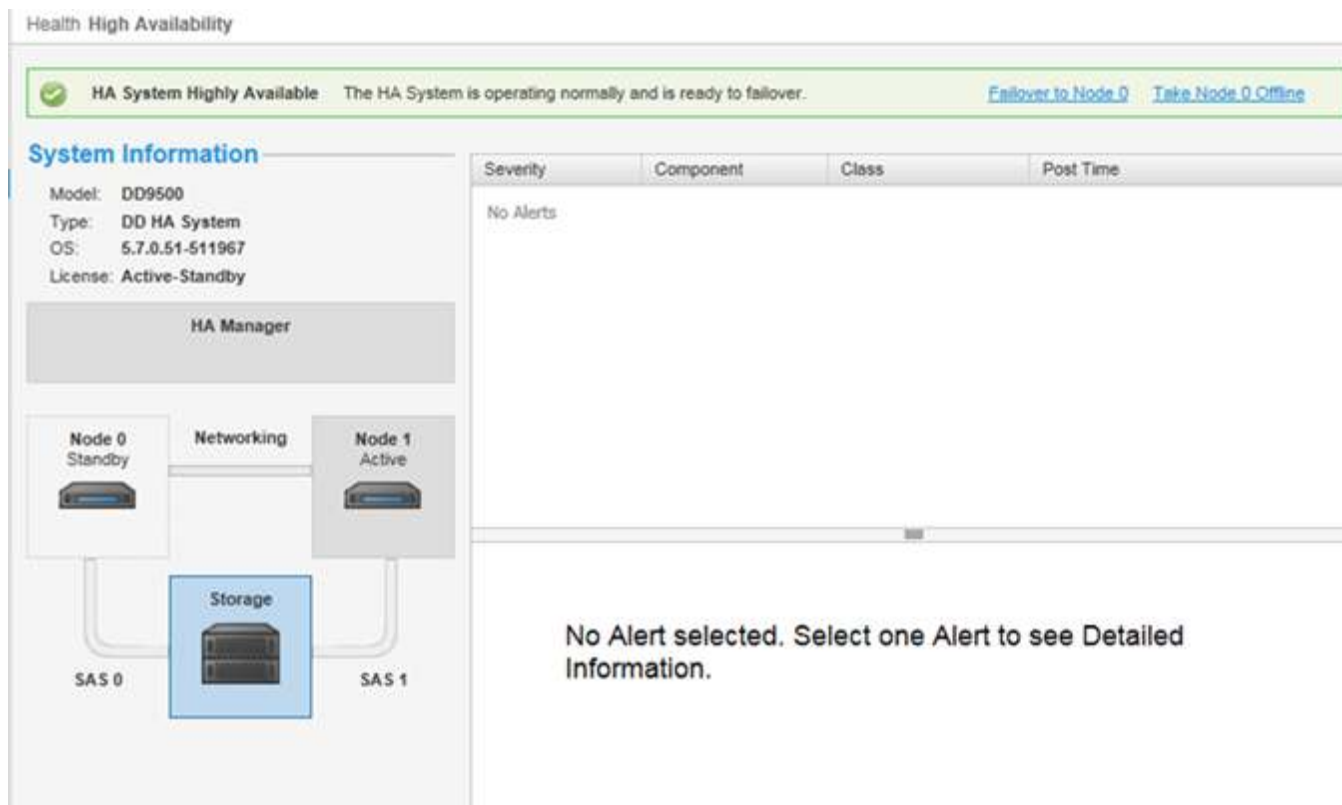 Health High Availability
HA System Highly Available The HA System is operating normally and is ready to failover. Failover to Node 0 Take Node 0 Offline
System Information
Model: DD9500
Type: DD HA System
OS: 5.7.0.51-511967
License: Active-Standby
HA Manager
Node 0
Standby
Networking
Node 1
Active
Storage
SAS 0
SAS 1
Severity Component Class Post Time
No Alerts
No Alert selected. Select one Alert to see Detailed
Information.